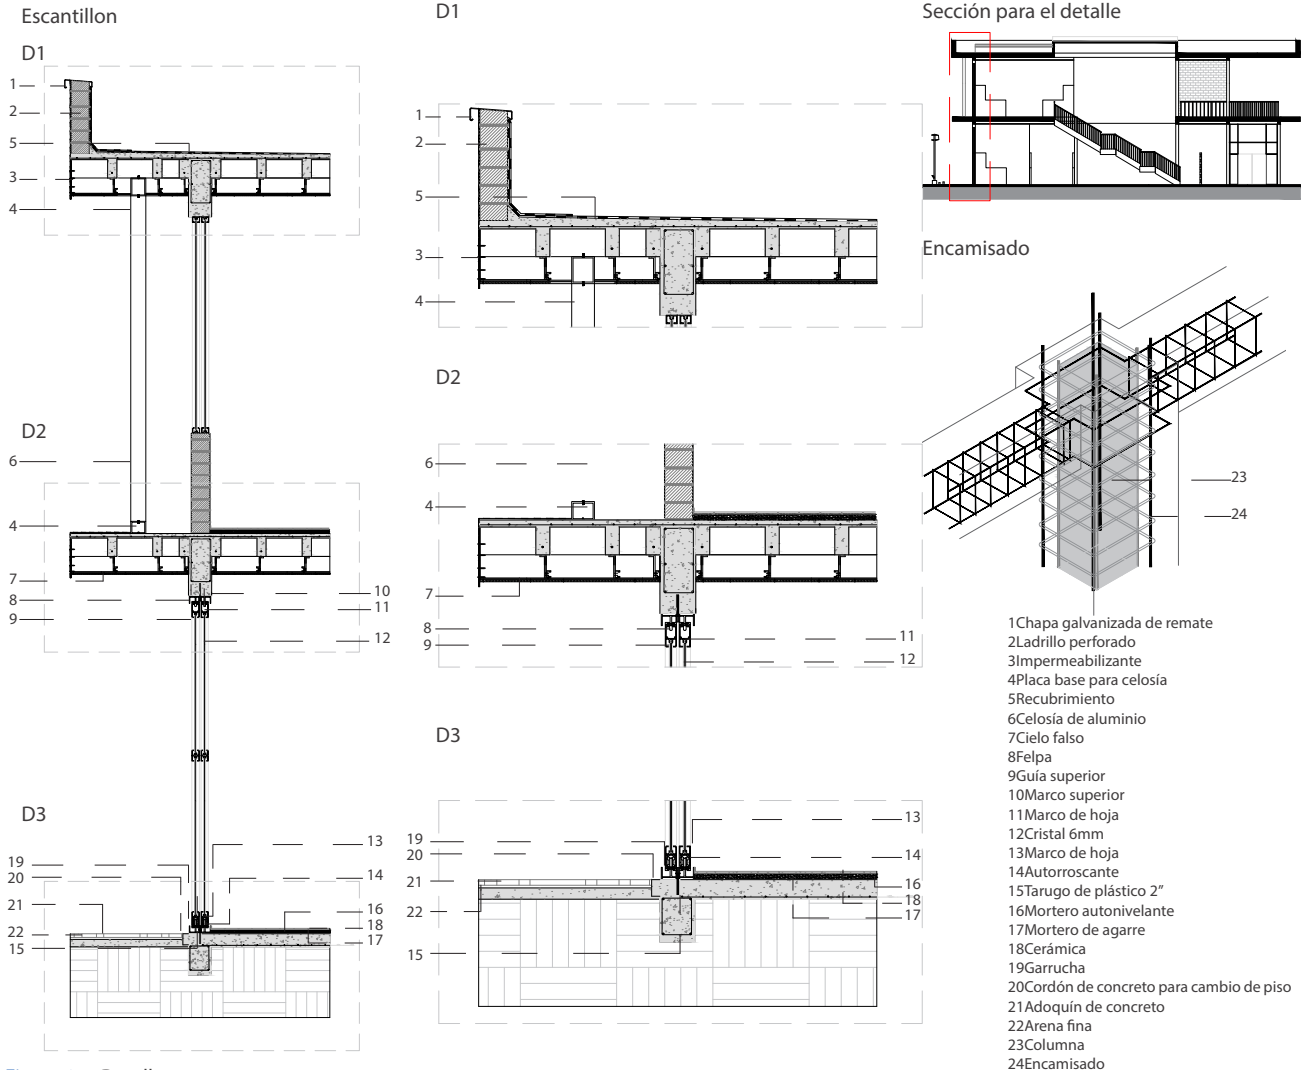 Escantillon
D1
1
2
5
3
4
D2
6
4
7
8
9
10
11
12
D3
19
20
21
22
15
13
14
16
18
17
D1
1
2
5
3
4
D2
6
4
7
8
9
11
12
D3
19
20
21
22
15
13
14
16
18
17
Sección para el detalle
Encamisado
23
24
1Chapa galvanizada de remate
2Ladrillo perforado
3Impermeabilizante
4Placa base para celosía
5Recubrimiento
6Celosía de aluminio
7Cielo falso
8Felpa
9Guía superior
10Marco superior
11Marco de hoja
12Cristal 6mm
13Marco de hoja
14Autorroscante
15Tarugo de plástico 2”
16Mortero autonivelante
17Mortero de agarre
18Cerámica
19Garrucha
20Cordón de concreto para cambio de piso
21Adoquín de concreto
22Arena fina
23Columna
24Encamisado